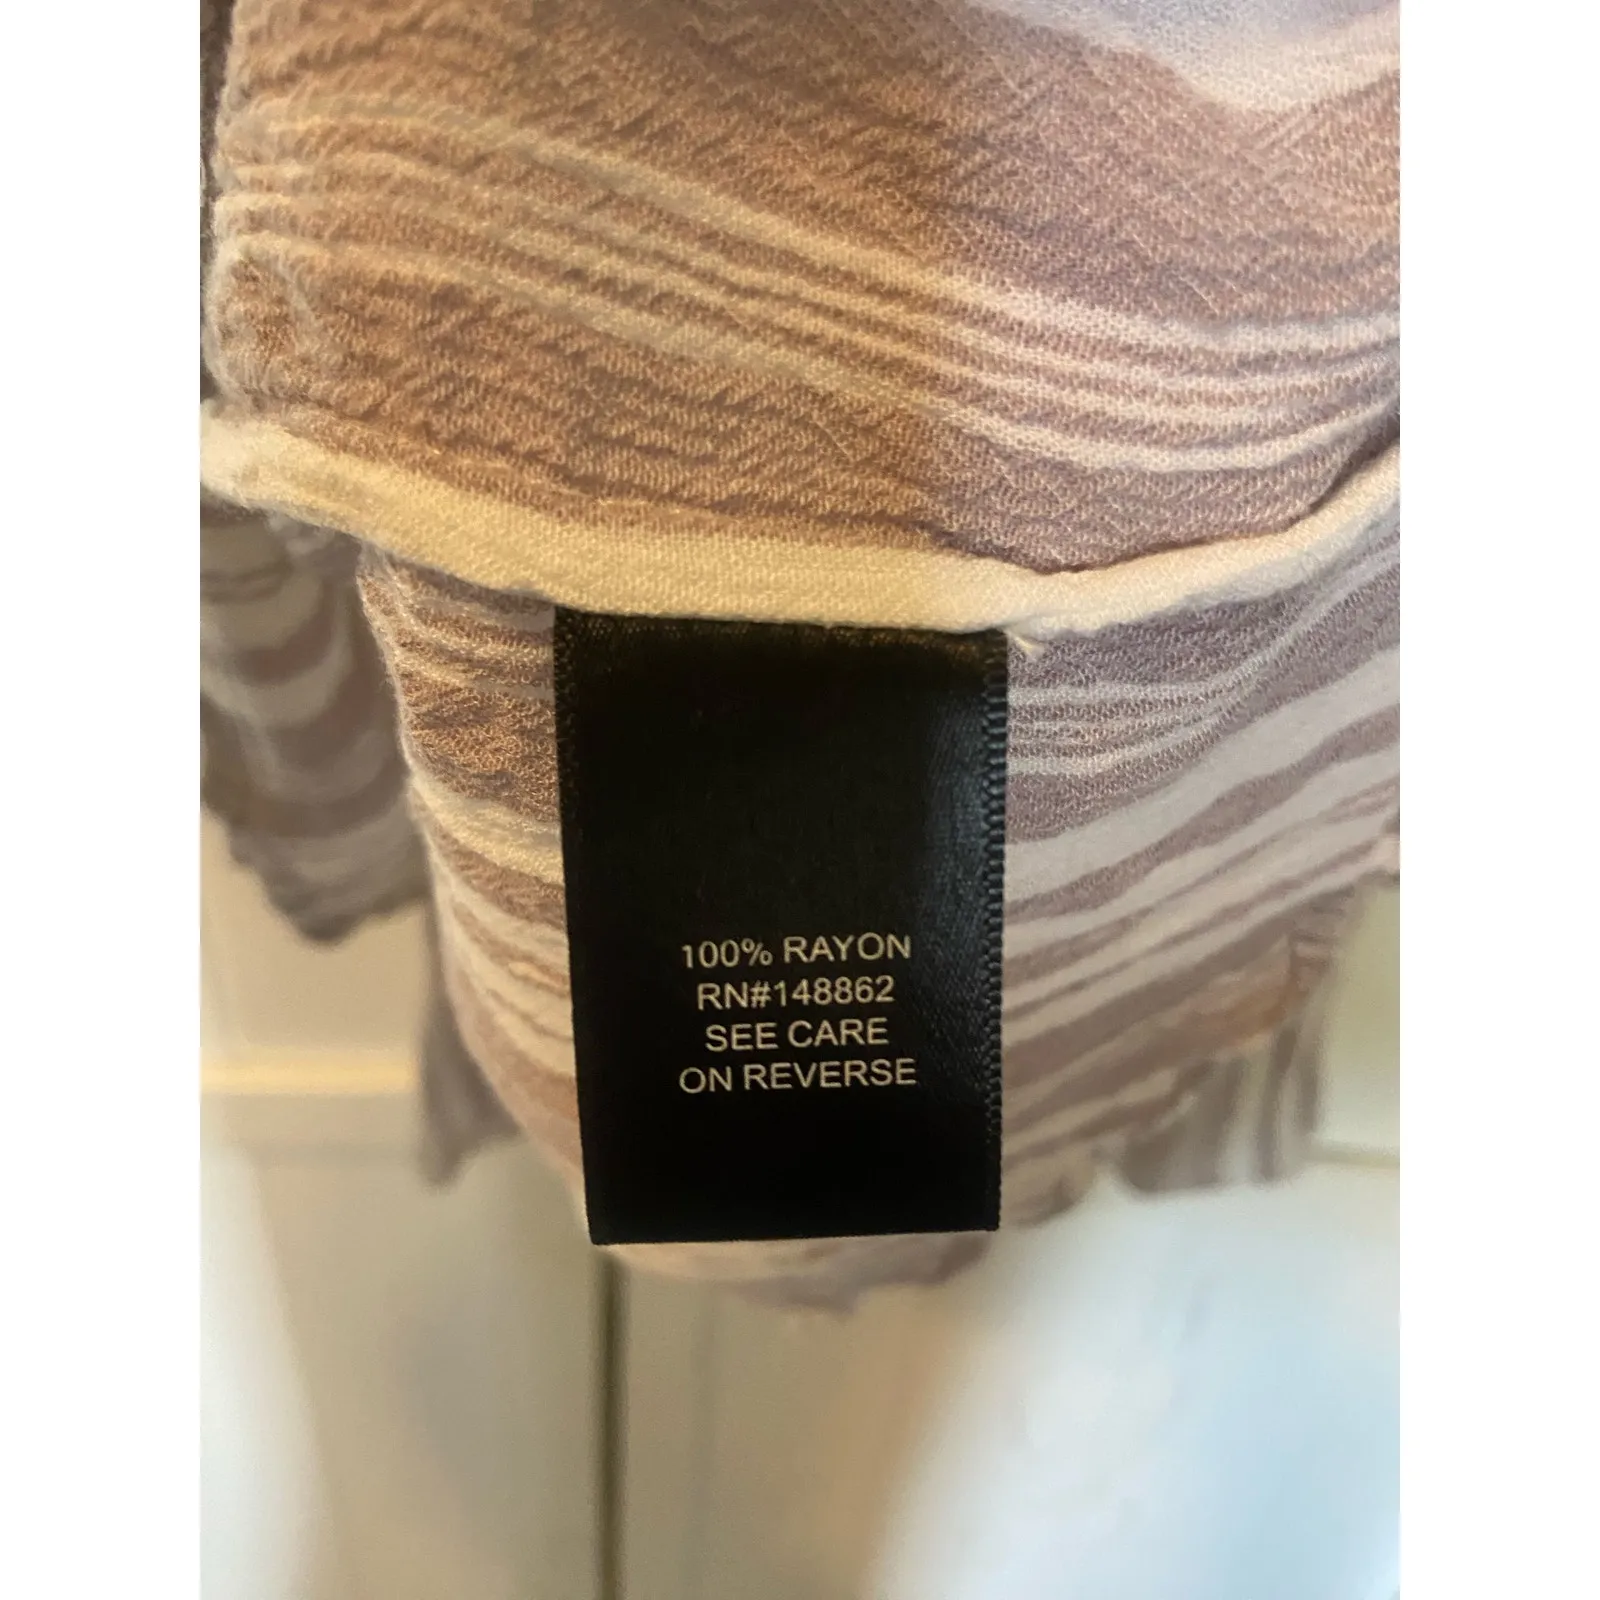 100% RAYON
RN#148862
SEE CARE
ON REVERSE